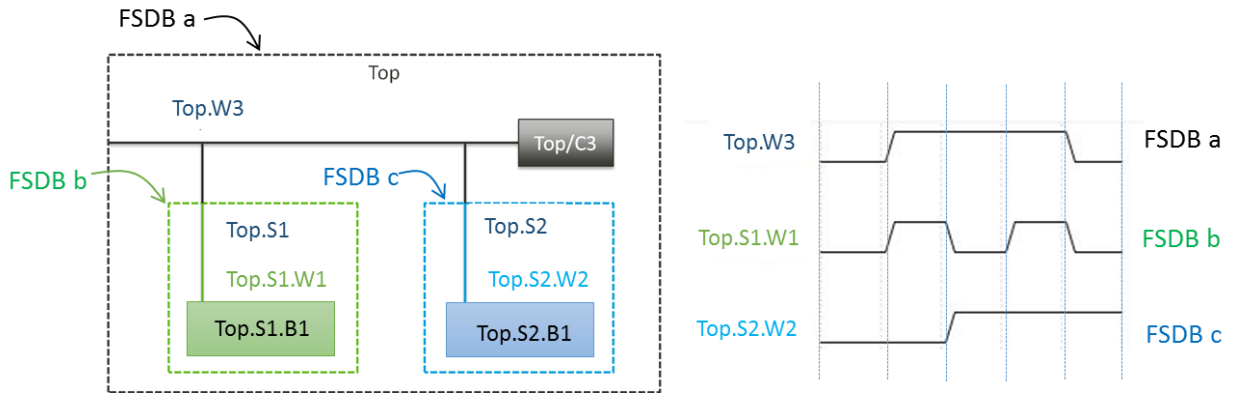 FSDB a
Top
Top.W3
Top/C3
FSDB b
FSDB c
Top.S1
Top.S2
Top.S1.W1
Top.S2.W2
Top.S1.B1
Top.S2.B1
Top.W3
FSDB a
Top.S1.W1
FSDB b
Top.S2.W2
FSDB c